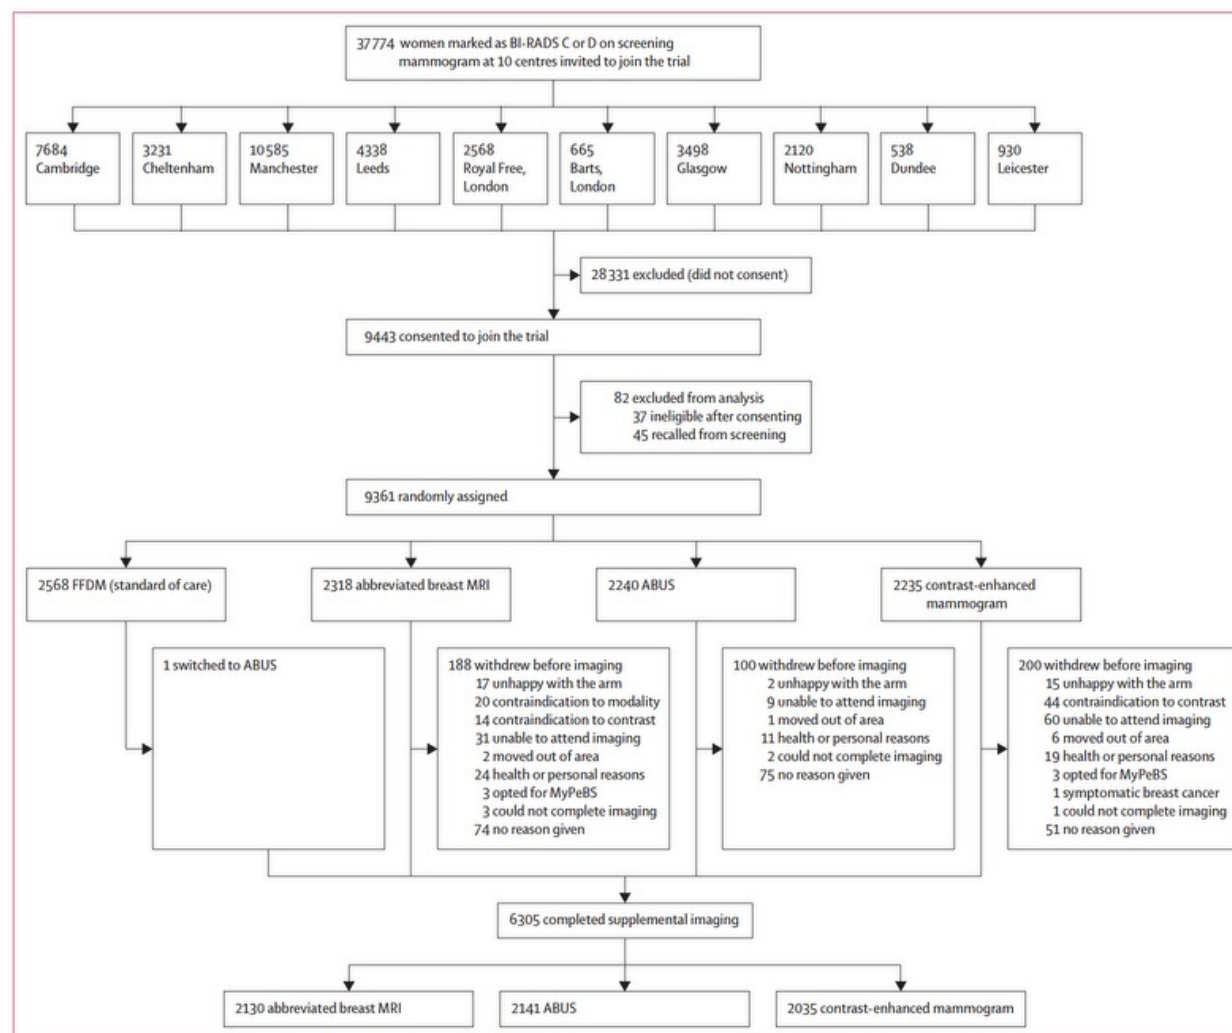 37774 women marked as BI-RADS C or D on screening
mammogram at 10 centres invited to join the trial
7684
Cambridge
3231
Cheltenham
10585
Manchester
4338
Leeds
2568
Royal Free,
London
665
Barts,
London
3498
Glasgow
2120
Nottingham
538
Dundee
930
Leicester
28331 excluded (did not consent)
9443 consented to join the trial
82 excluded from analysis
37 ineligible after consenting
45 recalled from screening
9361 randomly assigned
2568 FFDM (standard of care)
2318 abbreviated breast MRI
2240 ABUS
2235 contrast-enhanced
mammogram
1 switched to ABUS
188 withdrew before imaging
17 unhappy with the arm
20 contraindication to modality
14 contraindication to contrast
31 unable to attend imaging
2 moved out of area
24 health or personal reasons
3 opted for MyPeBS
3 could not complete imaging
74 no reason given
100 withdrew before imaging
2 unhappy with the arm
9 unable to attend imaging
1 moved out of area
11 health or personal reasons
2 could not complete imaging
75 no reason given
200 withdrew before imaging
15 unhappy with the arm
44 contraindication to contrast
60 unable to attend imaging
6 moved out of area
19 health or personal reasons
3 opted for MyPeBS
1 symptomatic breast cancer
1 could not complete imaging
51 no reason given
6305 completed supplemental imaging
2130 abbreviated breast MRI
2141 ABUS
2035 contrast-enhanced mammogram